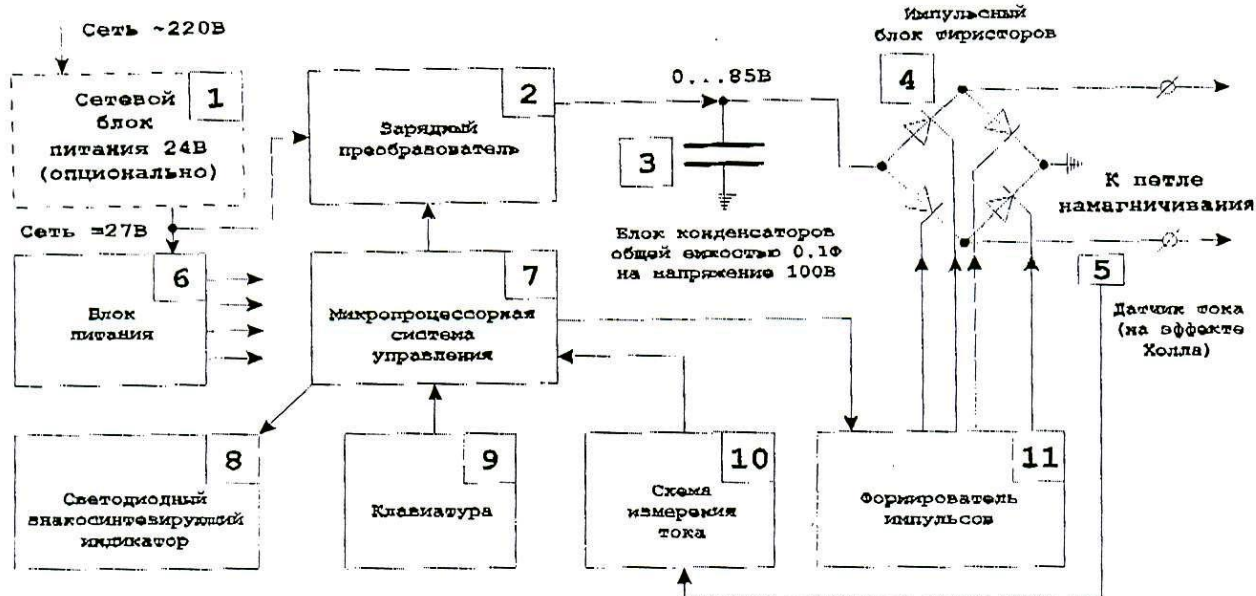 Сеть ~220В
1
Сетевой
блок
питания 24В
(опционально)
Сеть =27В
2
Зарядный
преобразователь
0...85В
3
Блок конденсаторов
общей емкостью 0,1Ф
на напряжение 100В
Импульсный
блок тиристоров
4
К петле
намагничивания
5
Датчик тока
(на эффекте
Холла)
6
Блок
питания
7
Микропроцессорная
система
управления
8
Светодиодный
знакосинтезирующий
индикатор
9
Клавиатура
10
Схема
измерения
тока
11
Формирователь
импульсов